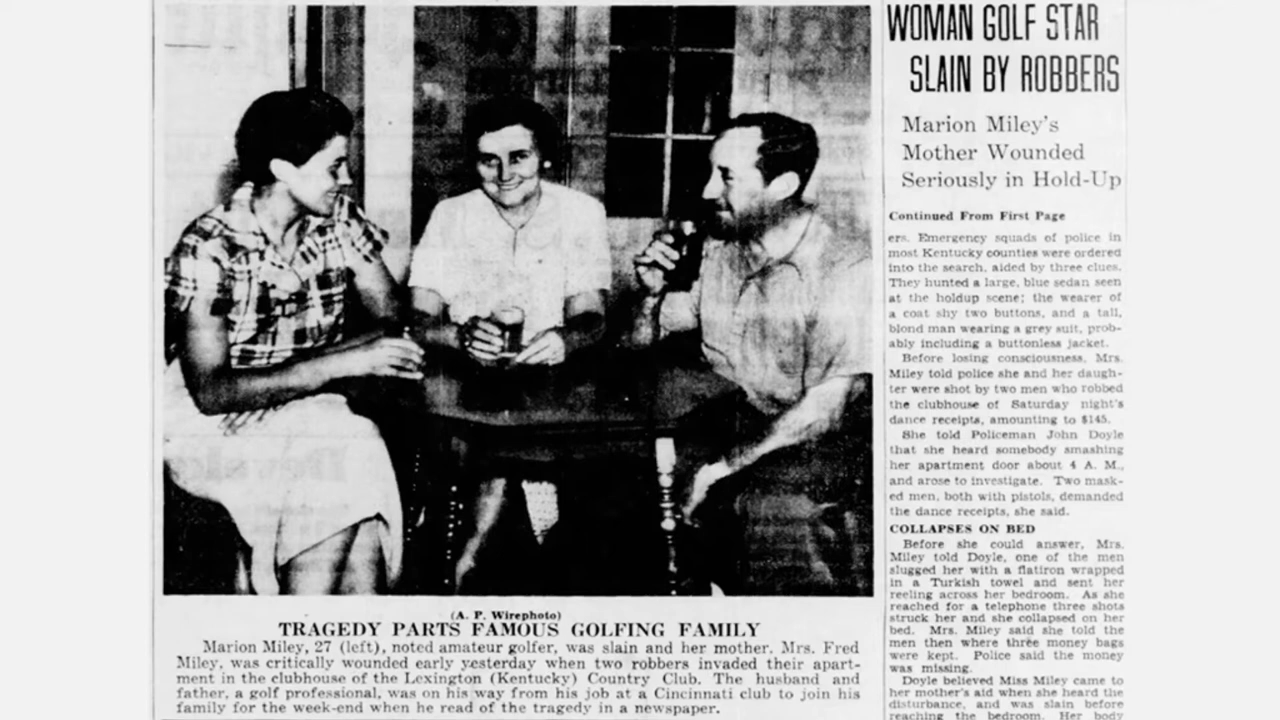 (A. P. Wirephoto)
TRAGEDY PARTS FAMOUS GOLFING FAMILY
Marion Miley, 27 (left), noted amateur golfer, was slain and her mother. Mrs. Fred
Miley, was critically wounded early yesterday when two robbers invaded their apart-
ment in the clubhouse of the Lexington (Kentucky) Country Club. The husband and
father, a golf professional, was on his way from his job at a Cincinnati club to join his
family for the week-end when he read of the tragedy in a newspaper.
WOMAN GOLF STAR
SLAIN BY ROBBERS
Marion Miley's
Mother Wounded
Seriously in Hold-Up
Continued From First Page
ers. Emergency squads of police in
most Kentucky counties were ordered
into the search, aided by three clues.
They hunted a large, blue sedan seen
at the holdup scene; the wearer of
a coat shy two buttons, and a tall,
blond man wearing a grey suit, prob-
ably including a buttonless jacket.
Before losing consciousness, Mrs.
Miley told police she and her daugh-
ter were shot by two men who robbed
the clubhouse of Saturday night's
dance receipts, amounting to $145.
She told Policeman John Doyle
that she heard somebody smashing
her apartment door about 4 A. M.,
and arose to investigate. Two mask-
ed men, both with pistols, demanded
the dance receipts, she said.
COLLAPSES ON BED
Before she could answer, Mrs.
Miley told Doyle, one of the men
slugged her with a flatiron wrapped
in a Turkish towel and sent her
reeling across her bedroom. As she
reached for a telephone three shots
struck her and she collapsed on her
bed. Mrs. Miley said she told the
men then where three money bags
were kept. Police said the money
was missing.
Doyle believed Miss Miley came to
her mother's aid when she heard the
disturbance, and was slain before
reaching the bedroom. Her body